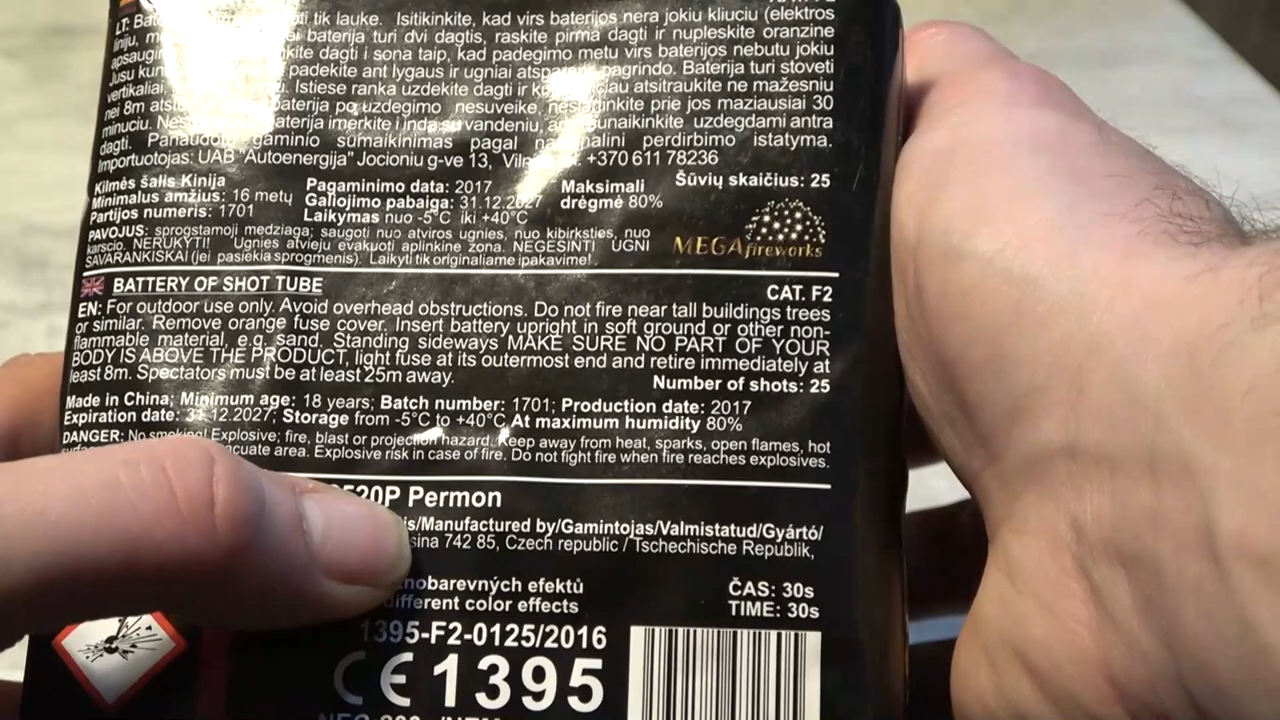 LT:
ti tik lauke. Isitikinkite, kad virs baterijos nera jokiu kliuciu (elektros
liniju, baterija turi dvi dagtis, raskite pirma dagti ir nupleskite oranzine
dagti i sona taip, kad padegimo metu virs baterijos nebutu jokiu
Jusu padekite ant lygaus ir ugniai pagrindo. Baterija turi stoveti
vertikaliai. Istiese ranka uzdekite dagti ir atsitraukite ne mažesniu
nei 8m baterija po uzdegimo nesuveike, prie jos maziausiai 30
minuciu. imerkite i inda su vandeniu, uzdegdami antra
dagti. gaminio sumaikinimas pagal perdirbimo istatyma.
Importuotojas: UAB "Autoenergija" Jocioniu g-ve 13, +370 611 78236
Kilmės šalis Kinija
Minimalus amžius: 16 metų
Partijos numeris: 1701
Pagaminimo data: 2017
Galiojimo pabaiga: 31.12.2027
Laikymas nuo -5°C iki +40°C
Maksimali
drėgmė 80%
Šūvių skaičius: 25
PAVOJUS: sprogstamoji medziaga; saugoti nuo atviros ugnies, nuo kibirksties, nuo
karscio. NERUKYTI! Ugnies atvieju evakuoti aplinkine zona. NEGESINTI UGNI
SAVARANKISKAI (jei pasiekia sprogmenis). Laikyti tik originaliame ipakavime!
MEGAfireworks
BATTERY OF SHOT TUBE
CAT. F2
EN: For outdoor use only. Avoid overhead obstructions. Do not fire near tall buildings trees
or similar. Remove orange fuse cover. Insert battery upright in soft ground or other non-
flammable material, e.g. sand. Standing sideways MAKE SURE NO PART OF YOUR
BODY IS ABOVE THE PRODUCT, light fuse at its outermost end and retire immediately at
least 8m. Spectators must be at least 25m away.
Number of shots: 25
Made in China; Minimum age: 18 years; Batch number: 1701; Production date: 2017
Expiration date: 31.12.2027; Storage from -5°C to +40°C At maximum humidity 80%
DANGER: No smoking! Explosive; fire, blast or projection hazard. Keep away from heat, sparks, open flames, hot
acuate area. Explosive risk in case of fire. Do not fight fire when fire reaches explosives.
520P Permon
is/Manufactured by/Gamintojas/Valmistatud/Gyártó/
sina 742 85, Czech republic / Tschechische Republik,
nobarevných efektů
different color effects
ČAS: 30s
TIME: 30s
1395-F2-0125/2016
CE 1395